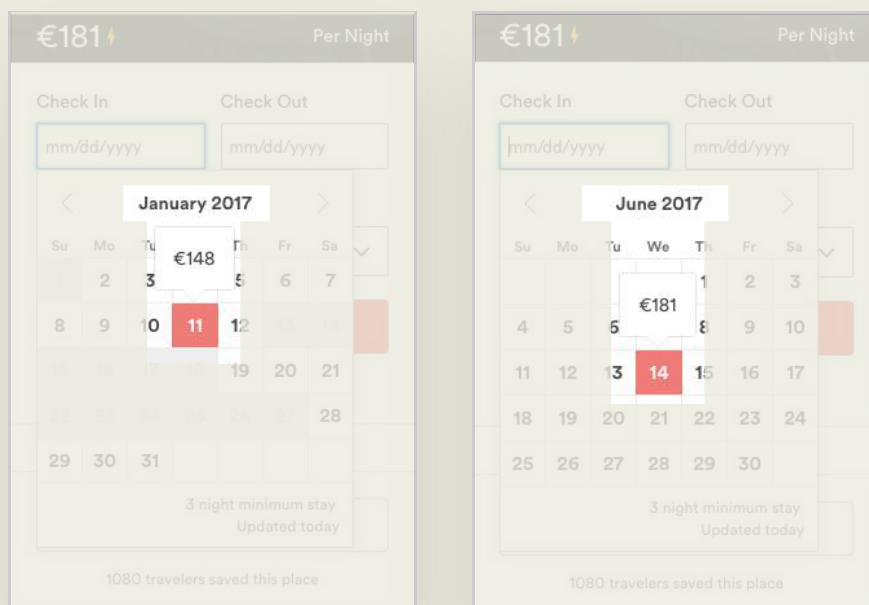 €181 Per Night
Check In Check Out
mm/dd/yyyy mm/dd/yyyy
January 2017
Su Mo Tu Th Fr Sa
€148
2 3 5 6 7
8 9 10 11 12
19 20 21
28
29 30 31
3 night minimum stay
Updated today
1080 travelers saved this place
€181 Per Night
Check In Check Out
mm/dd/yyyy mm/dd/yyyy
June 2017
Su Mo Tu We Th Fr Sa
1 2 3
€181
4 5 6 8 9 10
11 12 13 14 15 16 17
18 19 20 21 22 23 24
25 26 27 28 29 30
3 night minimum stay
Updated today
1080 travelers saved this place